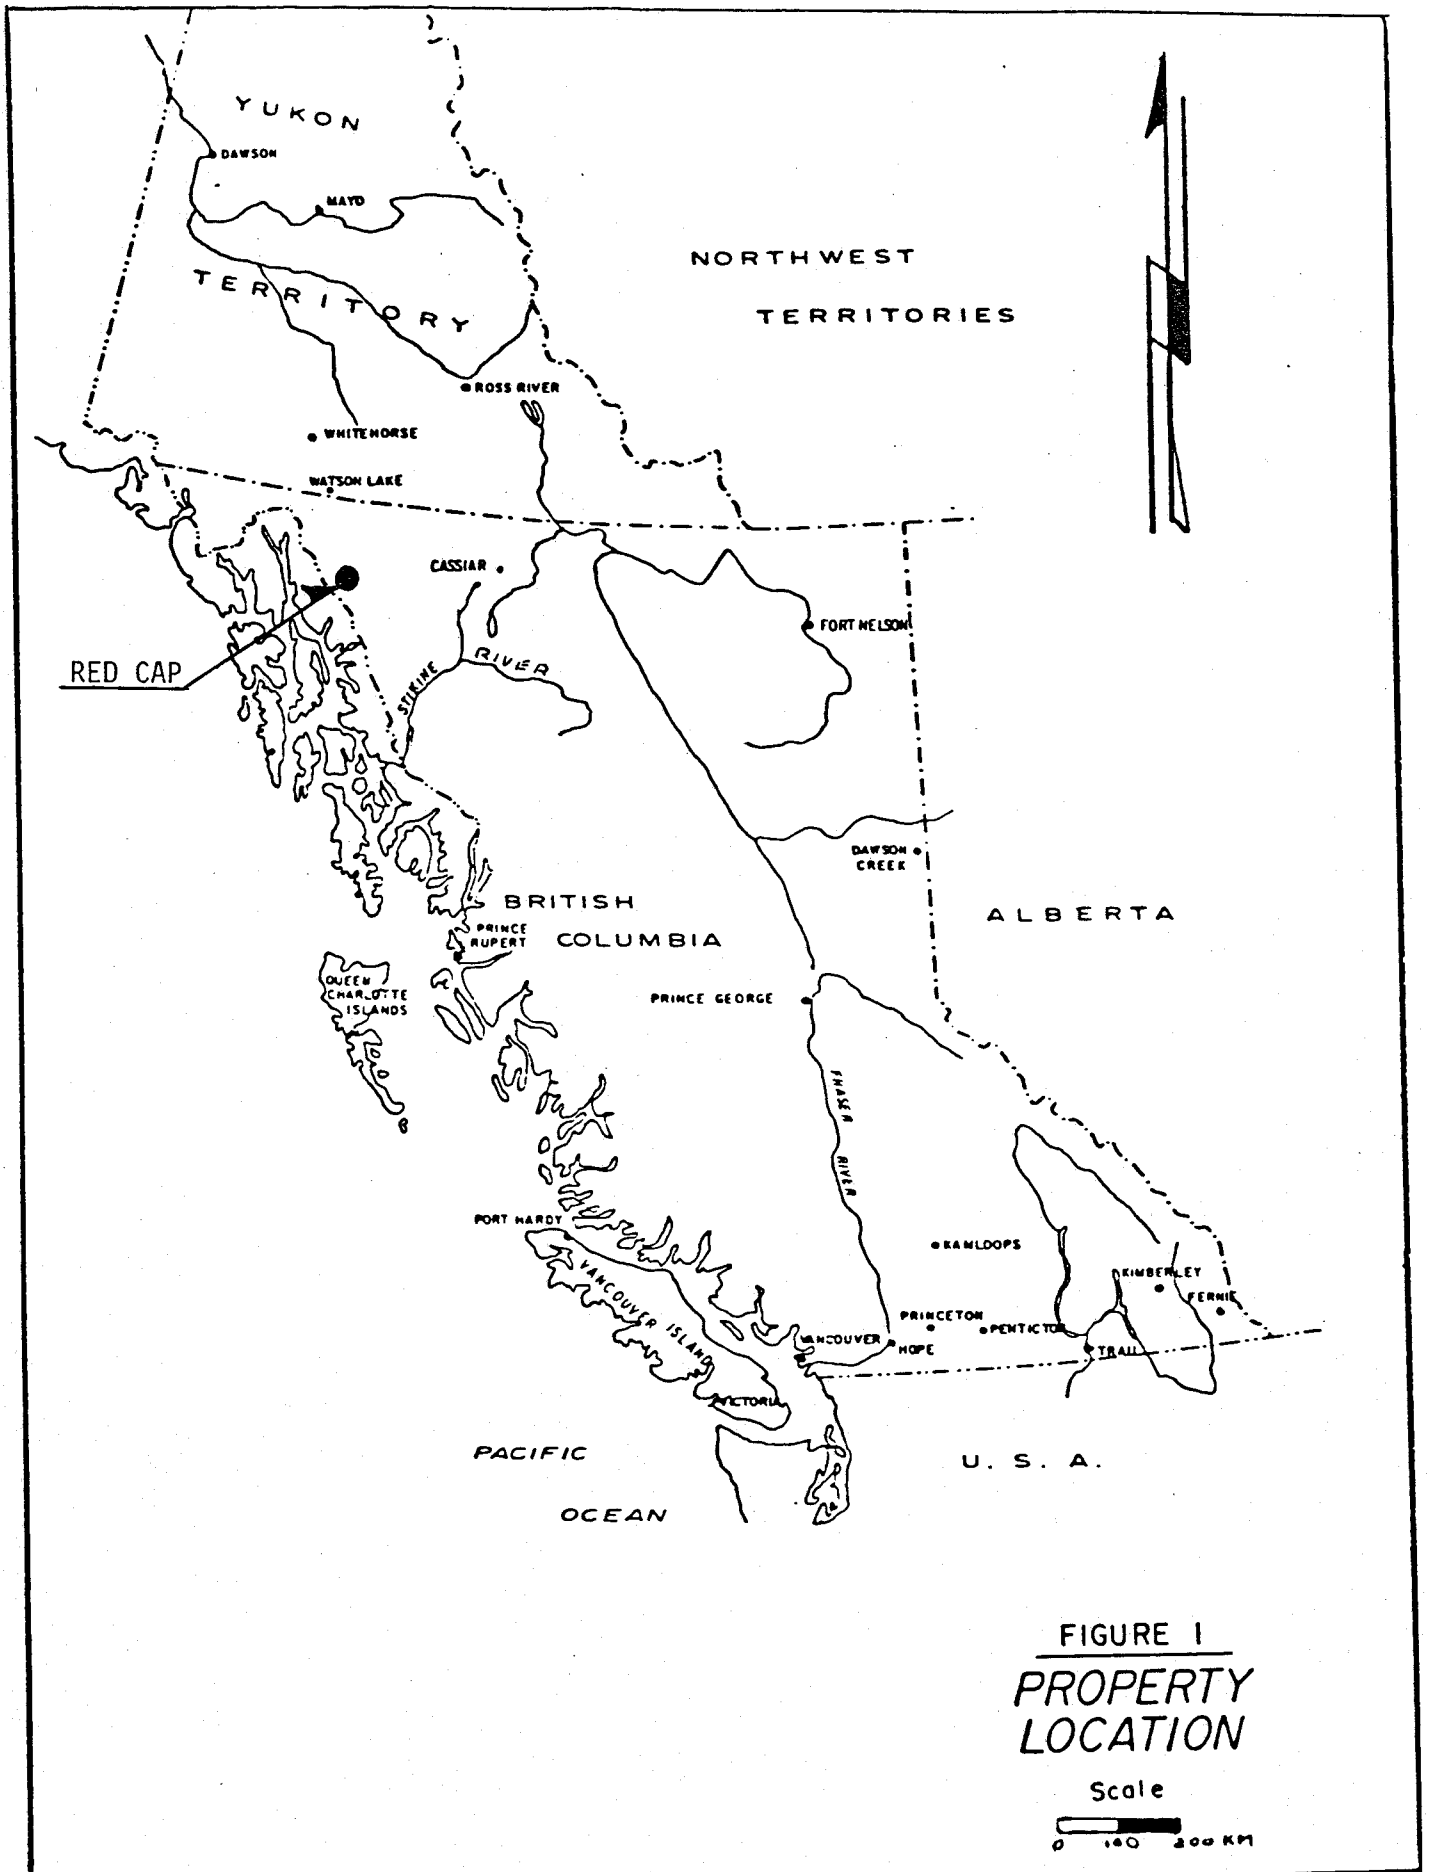 YUKON
DAWSON
MAYO
TERRITORY
NORTHWEST
TERRITORIES
ROSS RIVER
WHITEHORSE
WATSON LAKE
CASSIAR
FORT NELSON
RED CAP
STIKINE
RIVER
DAWSON
CREEK
BRITISH
COLUMBIA
ALBERTA
PRINCE
RUPERT
QUEEN
CHARLOTTE
ISLANDS
PRINCE GEORGE
FRASER
RIVER
PORT HARDY
VANCOUVER ISLAND
KAMLOOPS
KIMBERLEY
FERNIE
PRINCETON
PENTICTON
VANCOUVER
HOPE
TRAIL
VICTORIA
PACIFIC
OCEAN
U. S. A.
FIGURE 1
PROPERTY
LOCATION
Scale
0 100 200 KM